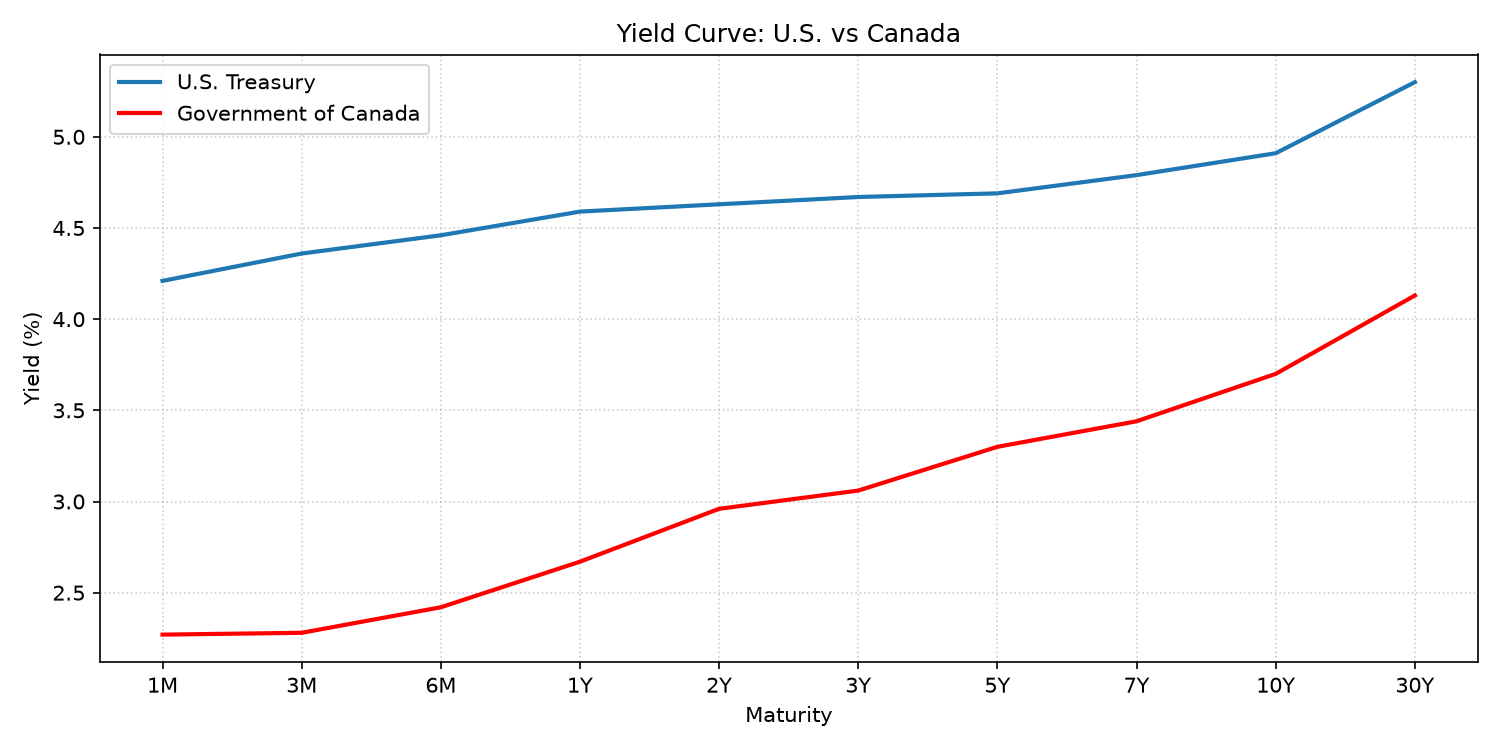 Yield Curve: U.S. vs Canada
U.S. Treasury
Government of Canada
5.0
4.5
4.0
3.5
3.0
2.5
Yield (%)
1M 3M 6M 1Y 2Y 3Y 5Y 7Y 10Y 30Y
Maturity